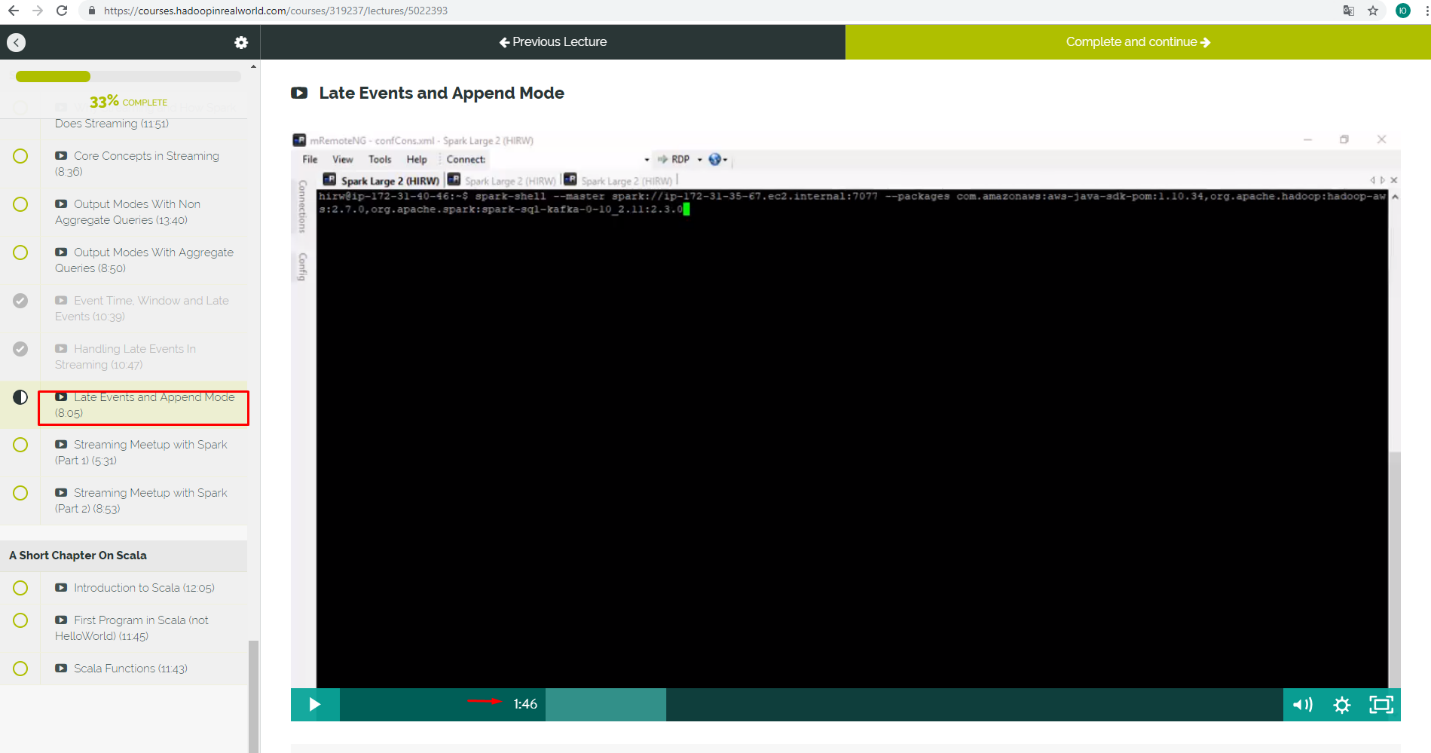 https://courses.hadoopinrealworld.com/courses/319237/lectures/5022393
IO
Previous Lecture
Complete and continue
33% COMPLETE
Does Streaming (11:51)
Core Concepts in Streaming
(8:36)
Output Modes With Non
Aggregate Queries (13:40)
Output Modes With Aggregate
Queries (8:50)
Event Time, Window and Late
Events (10:39)
Handling Late Events In
Streaming (10:47)
Late Events and Append Mode
(8:05)
Streaming Meetup with Spark
(Part 1) (5:31)
Streaming Meetup with Spark
(Part 2) (8:53)
A Short Chapter On Scala
Introduction to Scala (12:05)
First Program in Scala (not
HelloWorld) (11:45)
Scala Functions (11:43)
Late Events and Append Mode
mRemoteNG - confCons.xml - Spark Large 2 (HIRW)
File View Tools Help Connect: RDP
Spark Large 2 (HIRW) Spark Large 2 (HIRW) Spark Large 2 (HIRW)
Connections
Config
hirw@ip-172-31-40-46:~$ spark-shell --master spark://ip-172-31-35-67.ec2.internal:7077 --packages com.amazonaws:aws-java-sdk-pom:1.10.34,org.apache.hadoop:hadoop-aw
s:2.7.0,org.apache.spark:spark-sql-kafka-0-10_2.11:2.3.0
1:46